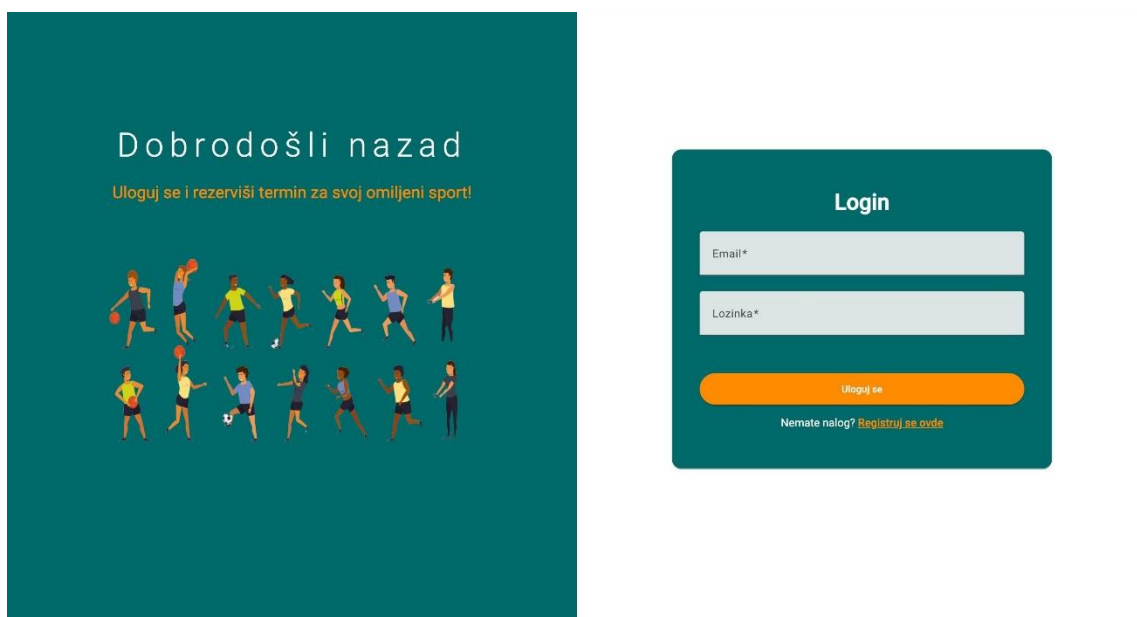 Dobrodošli nazad
Uloguj se i rezerviši termin za svoj omiljeni sport!
Login
Email*
Lozinka*
Uloguj se
Nemate nalog? Registruj se ovde